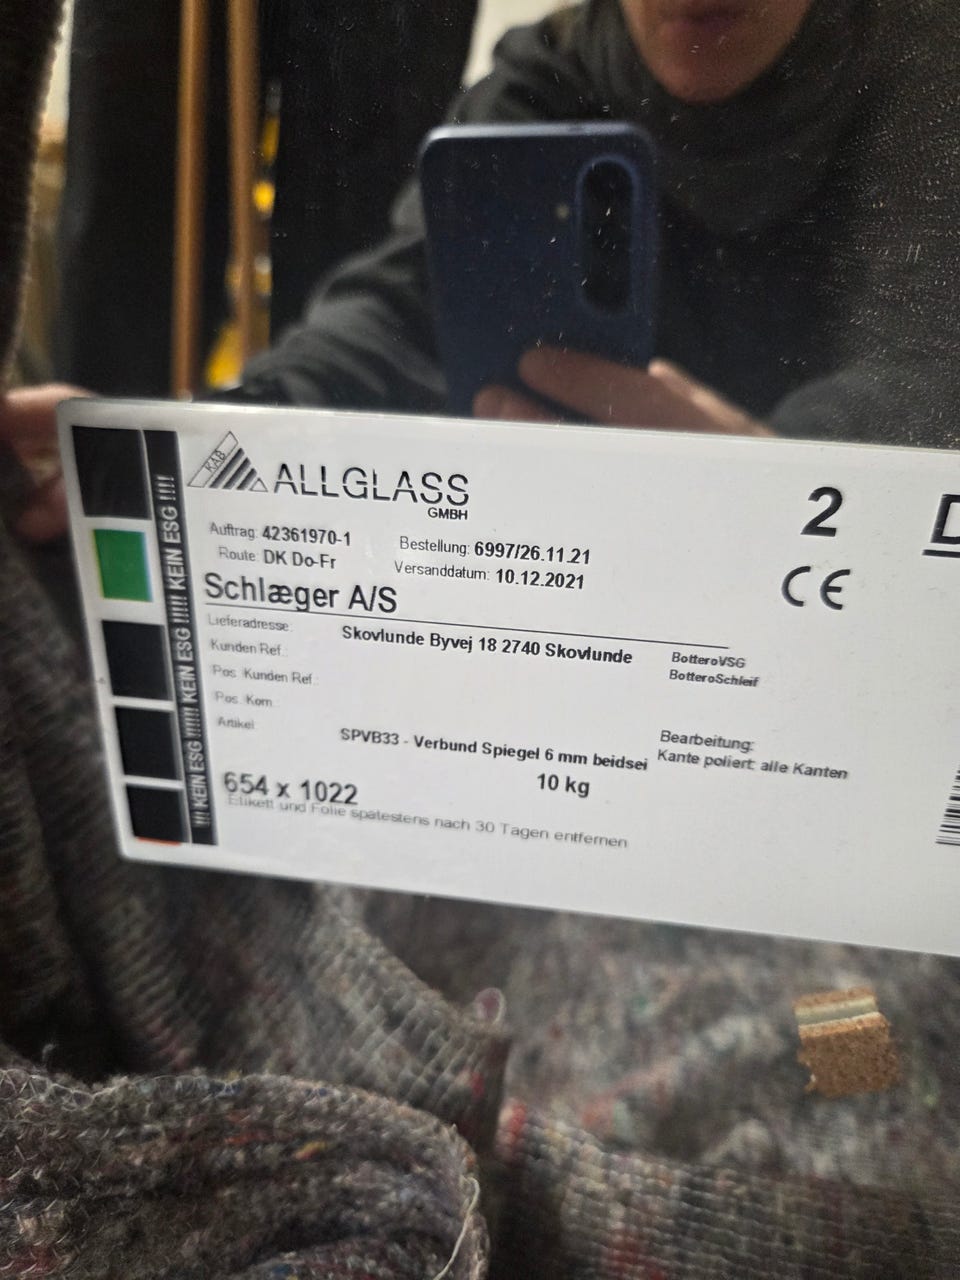 KAB
ALLGLASS
GMBH
2
D
Auftrag: 42361970-1
Bestellung: 6997/26.11.21
Route: DK Do-Fr
Versanddatum: 10.12.2021
CE
Schlæger A/S
Lieferadresse:
Skovlunde Byvej 18 2740 Skovlunde
Kunden Ref.:
BotteroVSG
BotteroSchleif
Pos. Kunden Ref.:
Pos. Kom.
Artikel
SPVB33 - Verbund Spiegel 6 mm beidsei
Bearbeitung:
Kante poliert: alle Kanten
654 x 1022
10 kg
Etikett und Folie spätestens nach 30 Tagen entfernen
!!! KEIN ESG !!!!! KEIN ESG !!!!! KEIN ESG !!!!! KEIN ESG !!!!